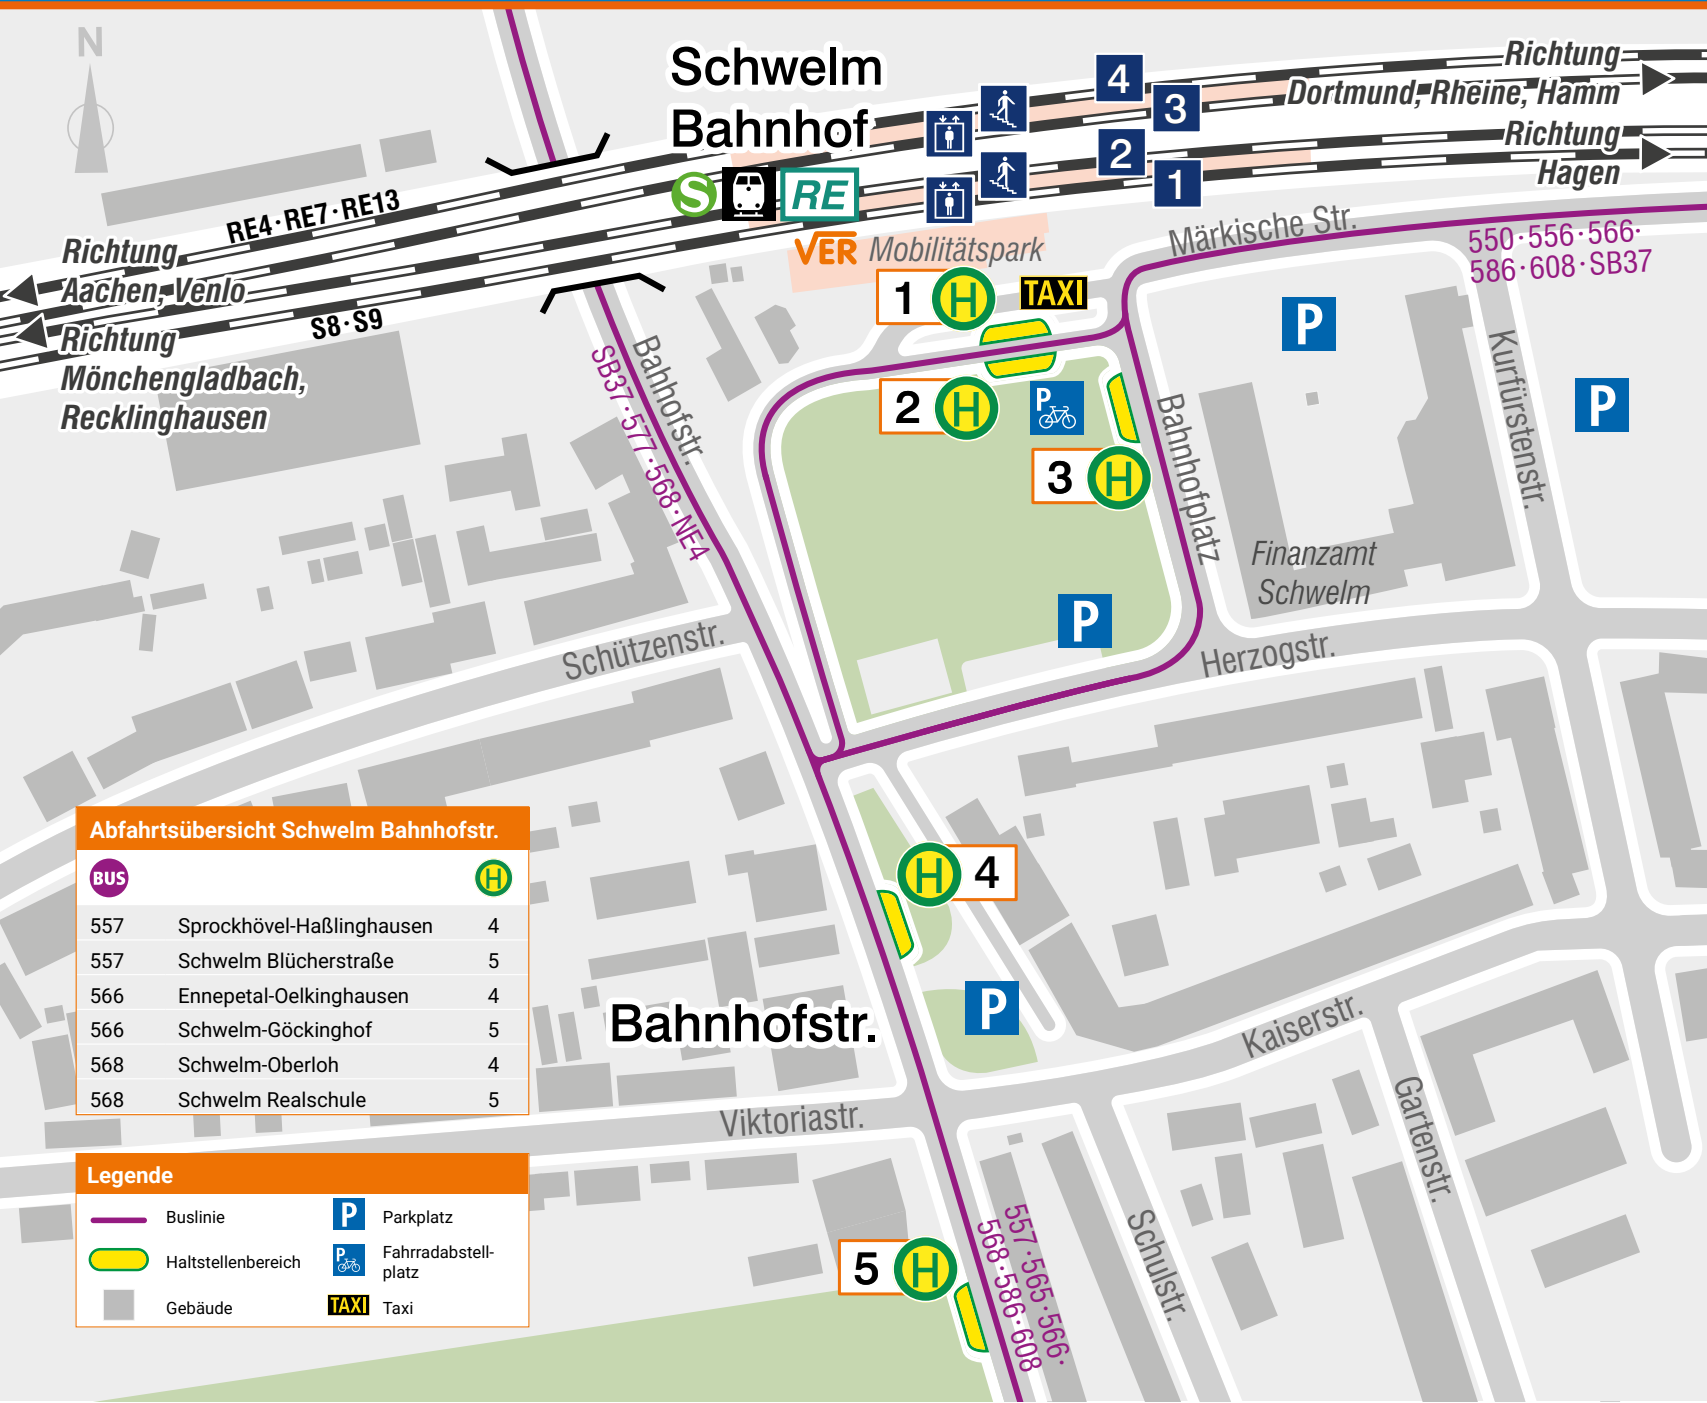 N
Schwelm
Bahnhof
S
RE
4
3
2
1
Richtung
Dortmund, Rheine, Hamm
Richtung
Hagen
RE4·RE7·RE13
Richtung
Aachen, Venlo
S8·S9
Richtung
Mönchengladbach,
Recklinghausen
VER Mobilitätspark
Märkische Str.
550·556·566·
586·608·SB37
1 H TAXI
2 H
P
3 H
P
P
P
Bahhofstr.
SB37·577·568·NE4
Bahnhofplatz
Kurfürstenstr.
Finanzamt
Schwelm
Schützenstr.
Herzogstr.
H 4
P
Bahnhofstr.
Kaiserstr.
Viktoriastr.
Gartenstr.
Schulstr.
5 H
557·565·566·
568·586·608
Abfahrtsübersicht Schwelm Bahnhofstr.
BUS H
557 Sprockhövel-Haßlinghausen 4
557 Schwelm Blücherstraße 5
566 Ennepetal-Oelkinghausen 4
566 Schwelm-Göckinghof 5
568 Schwelm-Oberloh 4
568 Schwelm Realschule 5
Legende
Buslinie
P Parkplatz
Haltstellenbereich
P Fahrradabstell-
platz
Gebäude
TAXI Taxi